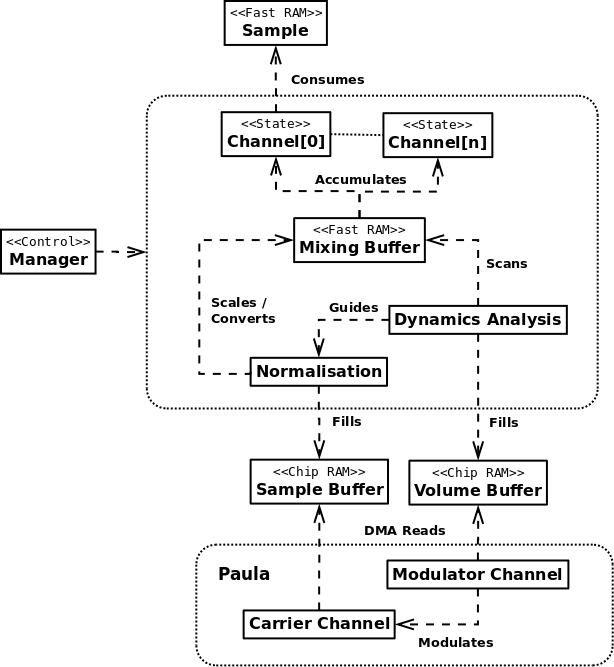 <<Fast RAM>>
Sample
Consumes
<<State>>
Channel[0]
<<State>>
Channel[n]
Accumulates
<<Fast RAM>>
Mixing Buffer
<<Control>>
Manager
Scans
Scales /
Converts
Guides
Dynamics Analysis
Normalisation
Fills
Fills
<<Chip RAM>>
Sample Buffer
<<Chip RAM>>
Volume Buffer
DMA Reads
Paula
Modulator Channel
Carrier Channel
Modulates